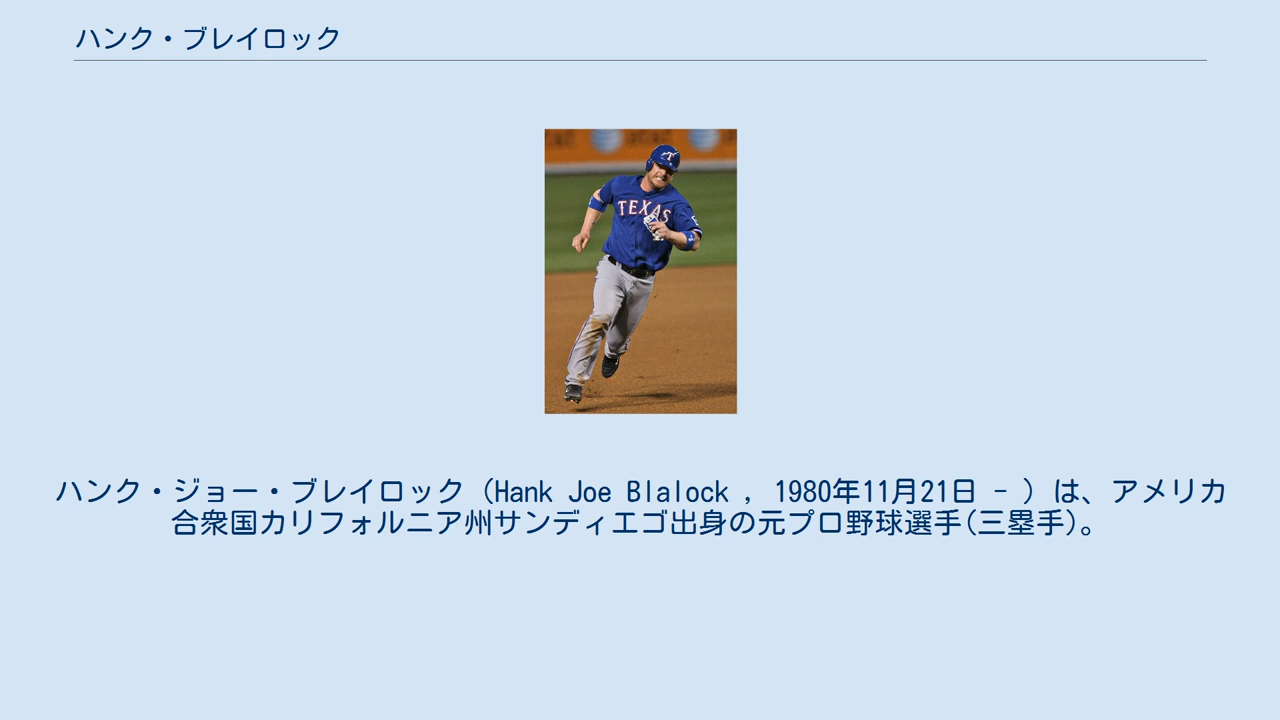 ハンク・ブレイロック
TEXAS
ハンク・ジョー・ブレイロック（Hank Joe Blalock , 1980年11月21日 - ）は、アメリカ
合衆国カリフォルニア州サンディエゴ出身の元プロ野球選手(三塁手)。